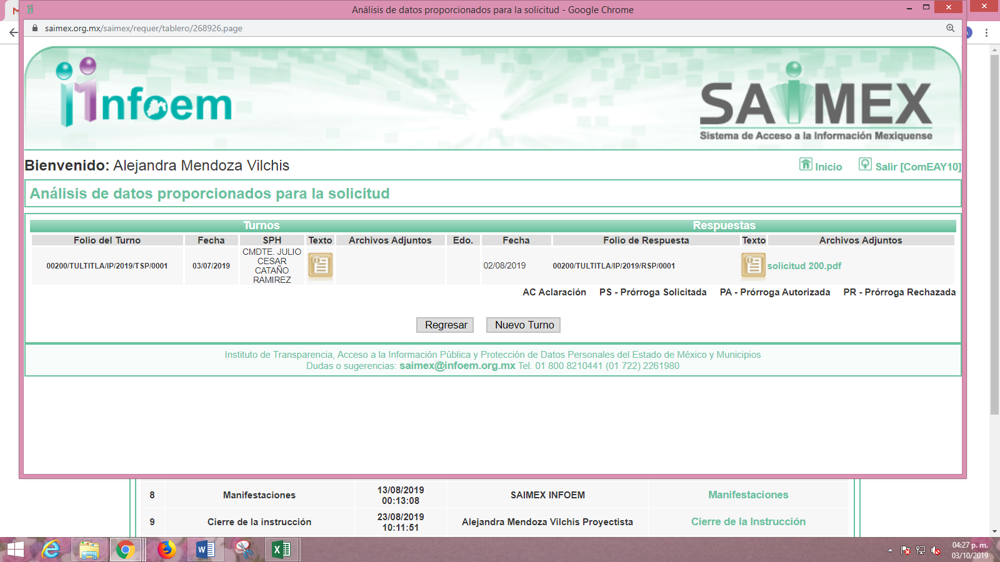 Análisis de datos proporcionados para la solicitud - Google Chrome
saimex.org.mx/saimex/requer/tablero/268926.page
infoem
SAIMEX
Sistema de Acceso a la Información Mexiquense
Bienvenido: Alejandra Mendoza Vilchis
Inicio
Salir [ComEAY10]
Análisis de datos proporcionados para la solicitud
Turnos
Respuestas
Folio del Turno
Fecha
SPH
Texto
Archivos Adjuntos
Edo.
Fecha
Folio de Respuesta
Texto
Archivos Adjuntos
00200/TULTITLA/IP/2019/TSP/0001
03/07/2019
CMDTE. JULIO
CESAR
CATAÑO
RAMIREZ
02/08/2019
00200/TULTITLA/IP/2019/RSP/0001
solicitud 200.pdf
AC Aclaración
PS - Prórroga Solicitada
PA - Prórroga Autorizada
PR - Prórroga Rechazada
Regresar
Nuevo Turno
Instituto de Transparencia, Acceso a la Información Pública y Protección de Datos Personales del Estado de México y Municipios
Dudas o sugerencias: saimex@infoem.org.mx Tel. 01 800 8210441 (01 722) 2261980
8
Manifestaciones
13/08/2019
00:13:08
SAIMEX INFOEM
Manifestaciones
9
Cierre de la instrucción
23/08/2019
10:11:51
Alejandra Mendoza Vilchis Proyectista
Cierre de la Instrucción
04:27 p. m.
03/10/2019